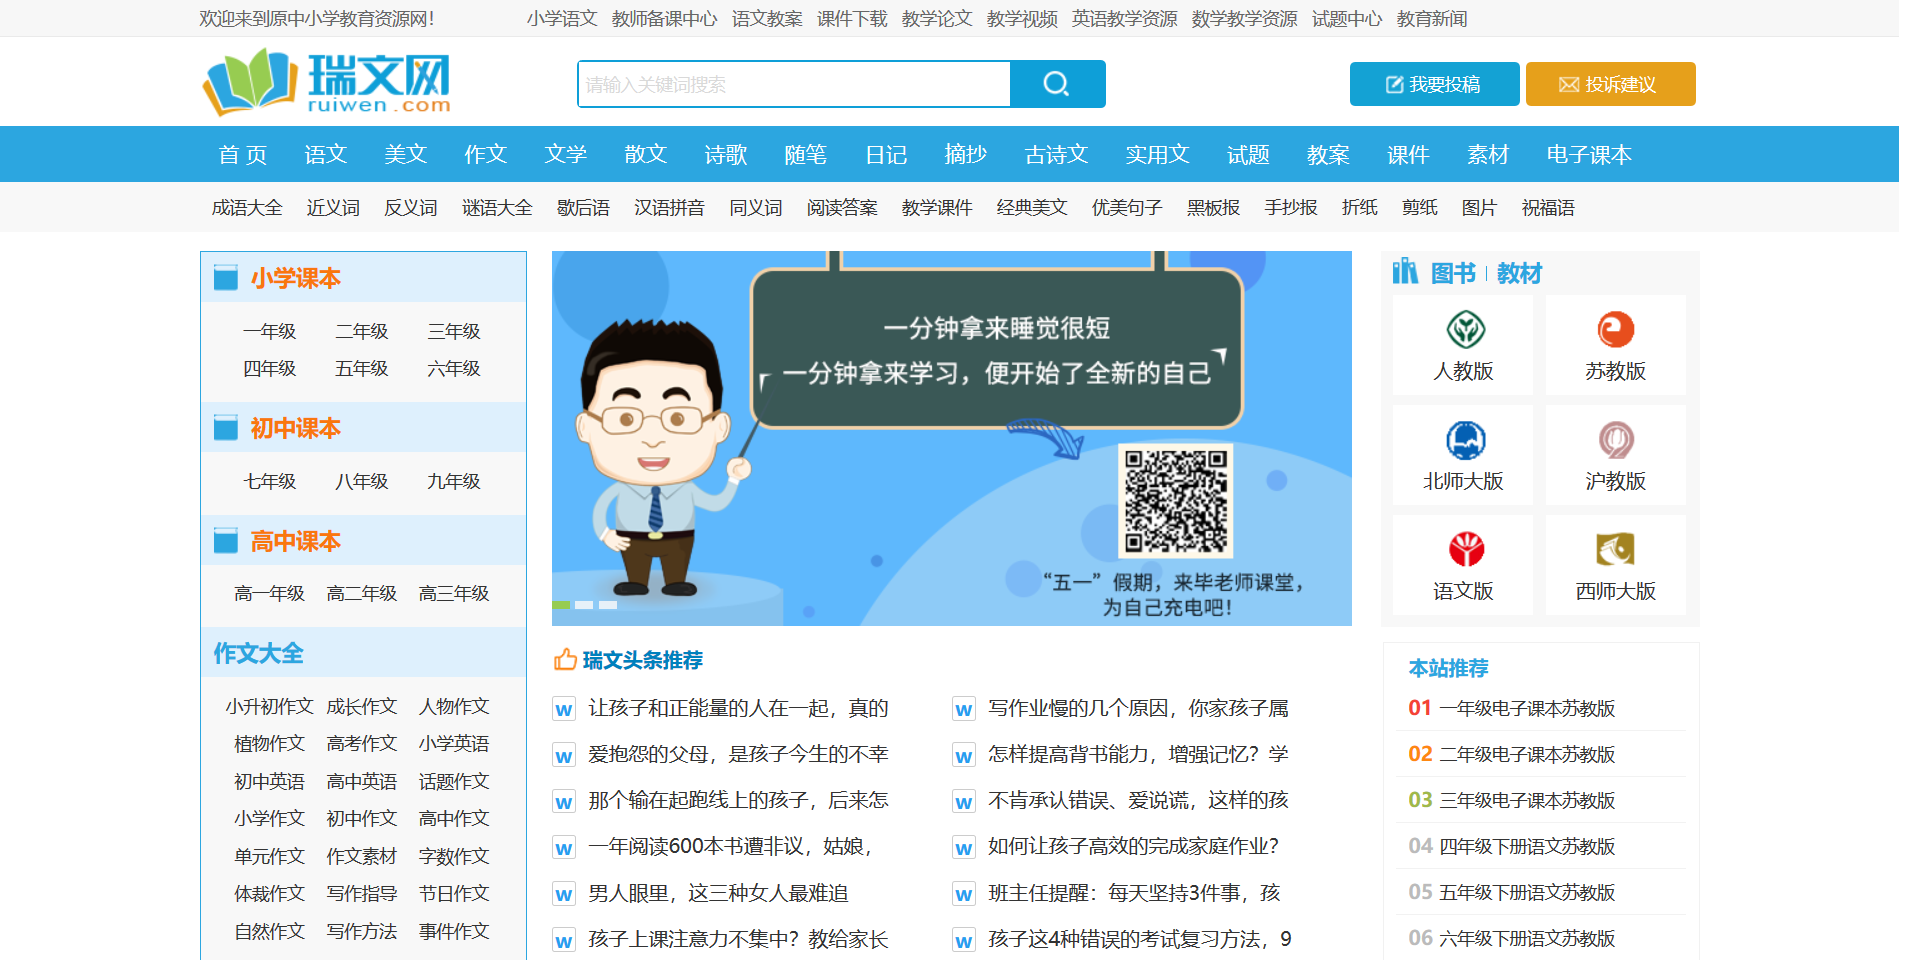 欢迎来到原中小学教育资源网！
小学语文 教师备课中心 语文教案 课件下载 教学论文 教学视频 英语教学资源 数学教学资源 试题中心 教育新闻
瑞文网
ruiwen.com
请输入关键词搜索
我要投稿
投诉建议
首 页 语文 美文 作文 文学 散文 诗歌 随笔 日记 摘抄 古诗文 实用文 试题 教案 课件 素材 电子课本
成语大全 近义词 反义词 谜语大全 歇后语 汉语拼音 同义词 阅读答案 教学课件 经典美文 优美句子 黑板报 手抄报 折纸 剪纸 图片 祝福语
小学课本
一年级 二年级 三年级
四年级 五年级 六年级
初中课本
七年级 八年级 九年级
高中课本
高一年级 高二年级 高三年级
作文大全
小升初作文 成长作文 人物作文
植物作文 高考作文 小学英语
初中英语 高中英语 话题作文
小学作文 初中作文 高中作文
单元作文 作文素材 字数作文
体裁作文 写作指导 节日作文
自然作文 写作方法 事件作文
一分钟拿来睡觉很短
一分钟拿来学习，便开始了全新的自己
“五一”假期，来毕老师课堂，
为自己充电吧！
瑞文头条推荐
让孩子和正能量的人在一起，真的
爱抱怨的父母，是孩子今生的不幸
那个输在起跑线上的孩子，后来怎
一年阅读600本书遭非议，姑娘，
男人眼里，这三种女人最难追
孩子上课注意力不集中？教给家长
写作业慢的几个原因，你家孩子属
怎样提高背书能力，增强记忆？学
不肯承认错误、爱说谎，这样的孩
如何让孩子高效的完成家庭作业？
班主任提醒：每天坚持3件事，孩
孩子这4种错误的考试复习方法，9
图书 | 教材
人教版 苏教版
北师大版 沪教版
语文版 西师大版
本站推荐
01 一年级电子课本苏教版
02 二年级电子课本苏教版
03 三年级电子课本苏教版
04 四年级下册语文苏教版
05 五年级下册语文苏教版
06 六年级下册语文苏教版